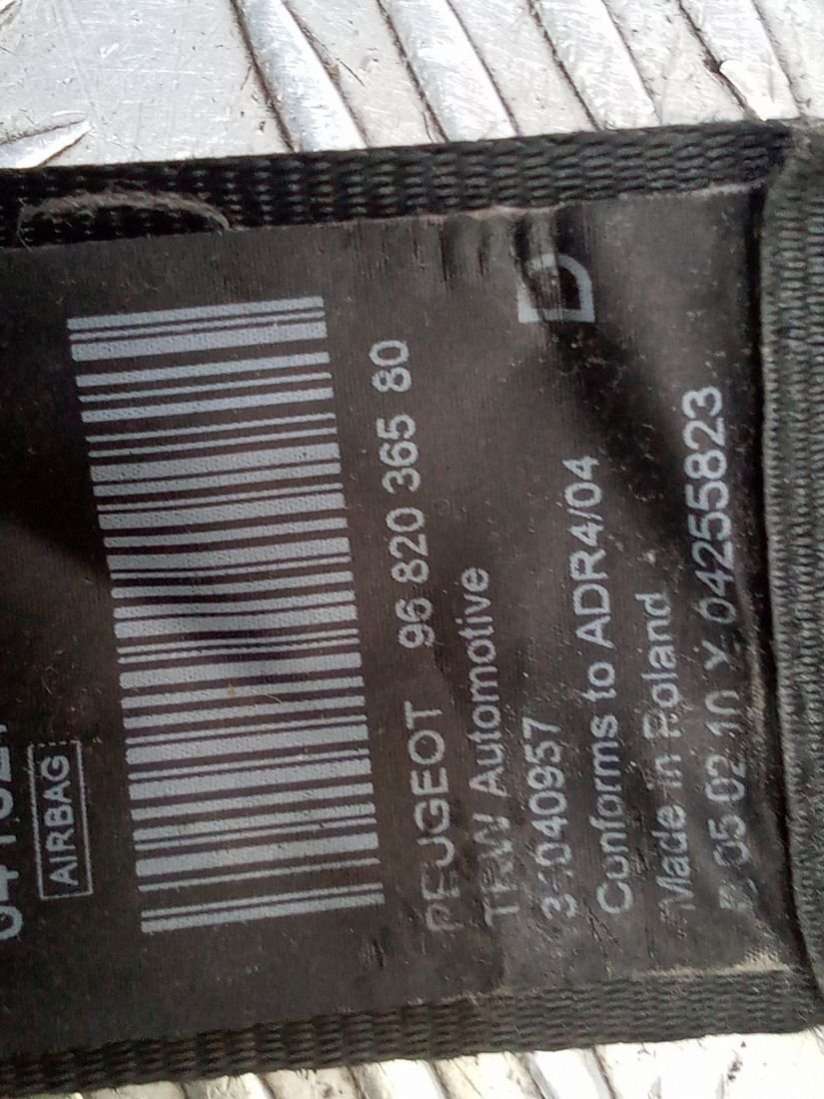 AIRBAG
PEUGEOT 96 820 365 80
TRW Automotive D
Conforms to ADR4/04
Made in Poland
05.02.10 X 04255823